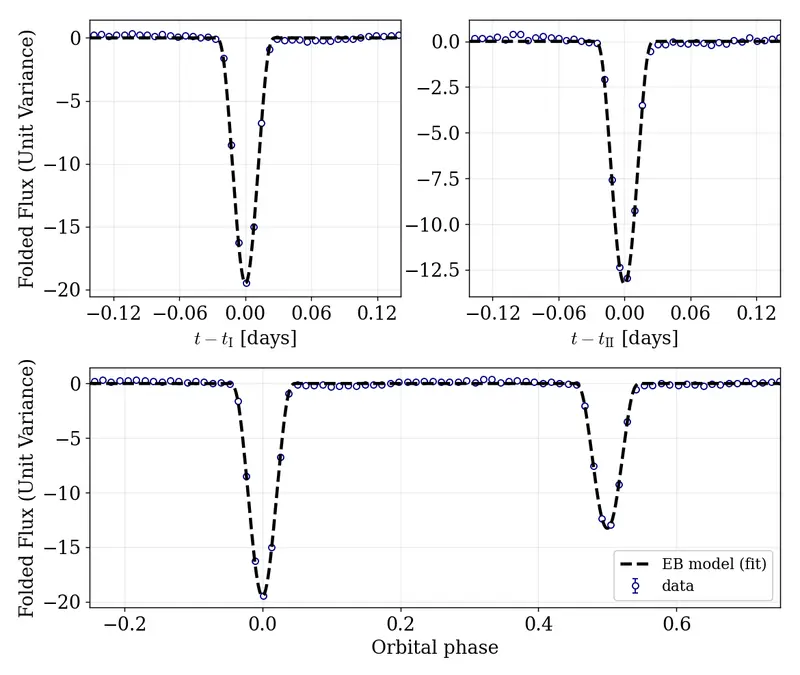 Folded Flux (Unit Variance)
0
−5
−10
−15
−20
−0.12 −0.06 0.00 0.06 0.12
t − tI [days]
0.0
−2.5
−5.0
−7.5
−10.0
−12.5
−0.12 −0.06 0.00 0.06 0.12
t − tII [days]
Folded Flux (Unit Variance)
0
−5
−10
−15
−20
−0.2 0.0 0.2 0.4 0.6
Orbital phase
EB model (fit)
data